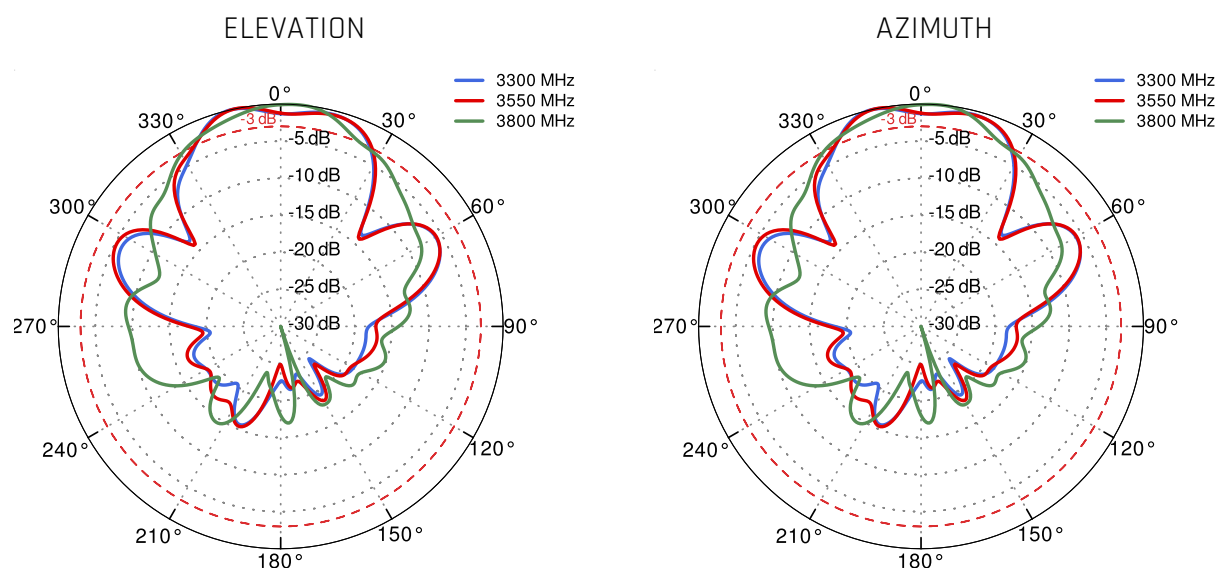 ELEVATION
3300 MHz
3550 MHz
3800 MHz
0°
330°
30°
-3 dB
-5 dB
-10 dB
300°
60°
-15 dB
-20 dB
-25 dB
270°
-30 dB
90°
240°
120°
210°
150°
180°
AZIMUTH
3300 MHz
3550 MHz
3800 MHz
0°
330°
30°
-3 dB
-5 dB
-10 dB
300°
60°
-15 dB
-20 dB
-25 dB
270°
-30 dB
90°
240°
120°
210°
150°
180°